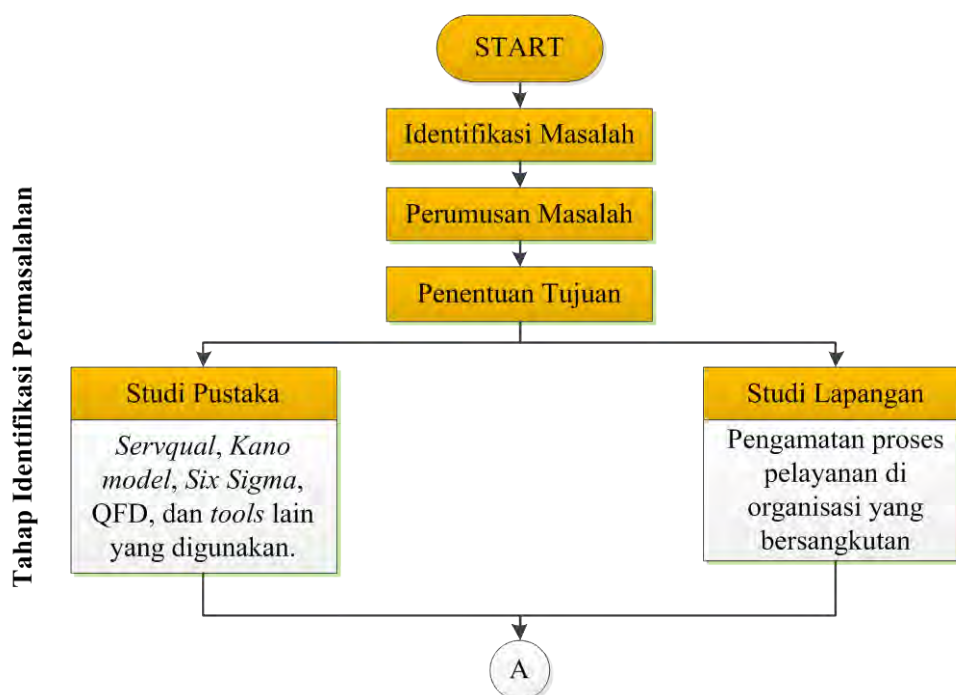 START
Identifikasi Masalah
Perumusan Masalah
Penentuan Tujuan
Tahap Identifikasi Permasalahan
Studi Pustaka
Servqual, Kano
model, Six Sigma,
QFD, dan tools lain
yang digunakan.
Studi Lapangan
Pengamatan proses
pelayanan di
organisasi yang
bersangkutan
A